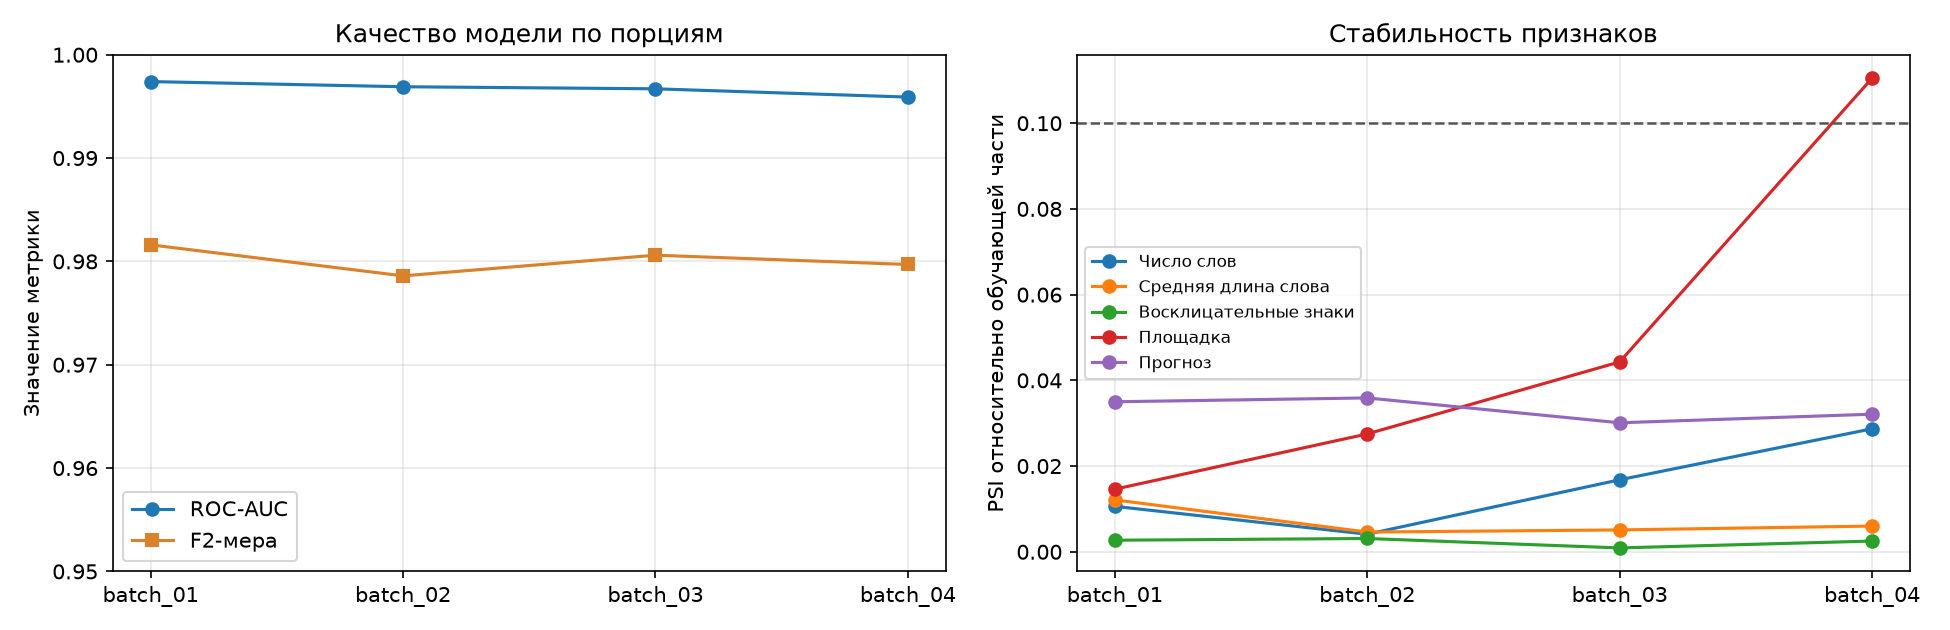 Качество модели по порциям
Значение метрики
1.00
0.99
0.98
0.97
0.96
0.95
ROC-AUC
F2-мера
batch_01
batch_02
batch_03
batch_04
Стабильность признаков
PSI относительно обучающей части
0.10
0.08
0.06
0.04
0.02
0.00
Число слов
Средняя длина слова
Восклицательные знаки
Площадка
Прогноз
batch_01
batch_02
batch_03
batch_04